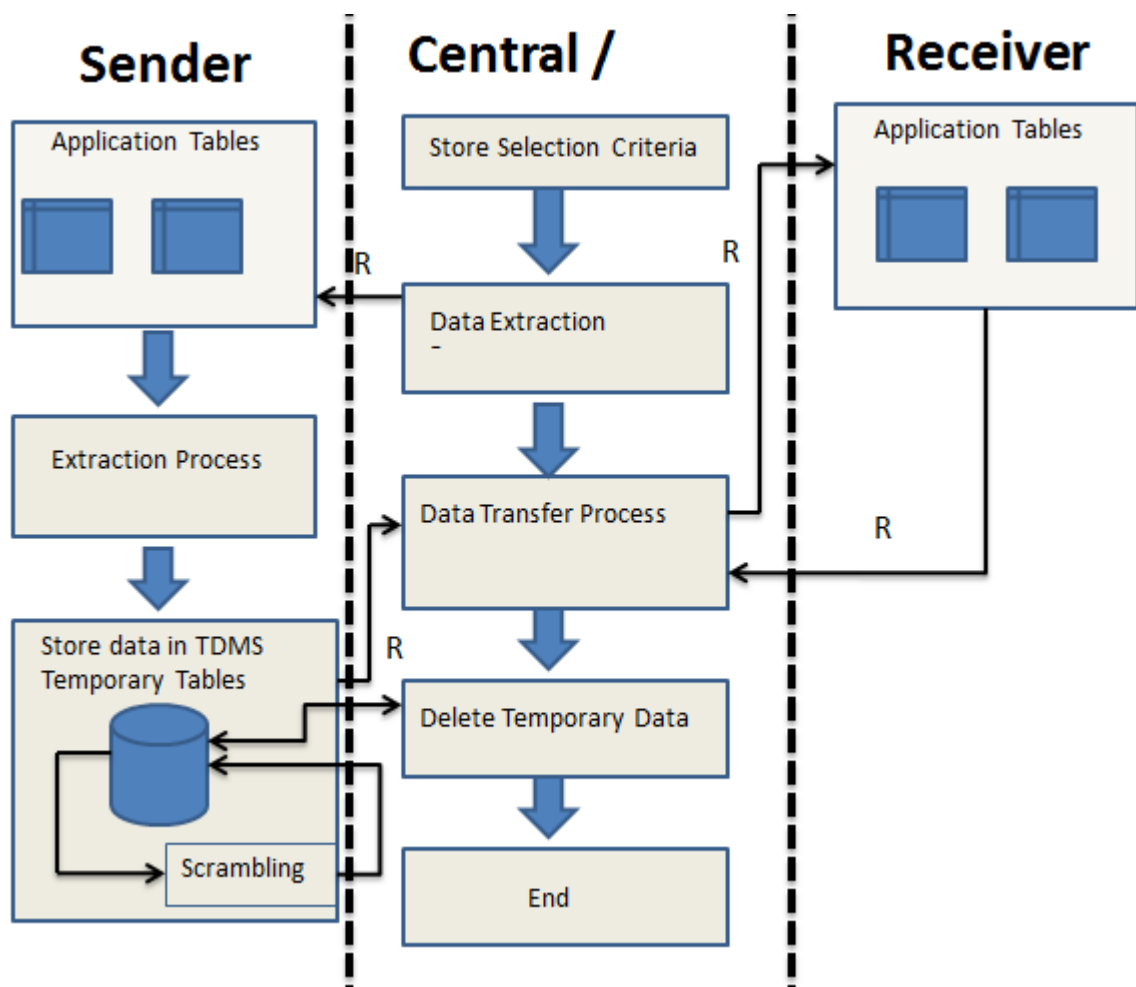 Sender
Central /
Receiver
Application Tables
Store Selection Criteria
Application Tables
R
R
Data Extraction
Extraction Process
Data Transfer Process
R
Store data in TDMS
Temporary Tables
R
Delete Temporary Data
Scrambling
End